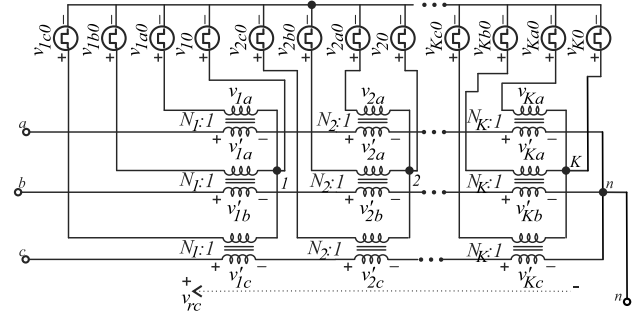 v1c0 v1b0 v1a0 v10 v2c0 v2b0 v2a0 v20 vKc0 vKb0 vKa0 vK0
+ + + + + + + + + + + +
v1a v2a vKa
a N1:1 N2:1 NK:1
+ v'1a − + v'2a − + v'Ka −
1 2 K
b N1:1 N2:1 NK:1 n
+ v'1b − + v'2b − + v'Kb −
c N1:1 N2:1 NK:1
+ v'1c − + v'2c − + v'Kc −
+ vrc - n